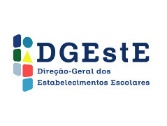 DGEstE
Direção-Geral dos
Estabelecimentos Escolares